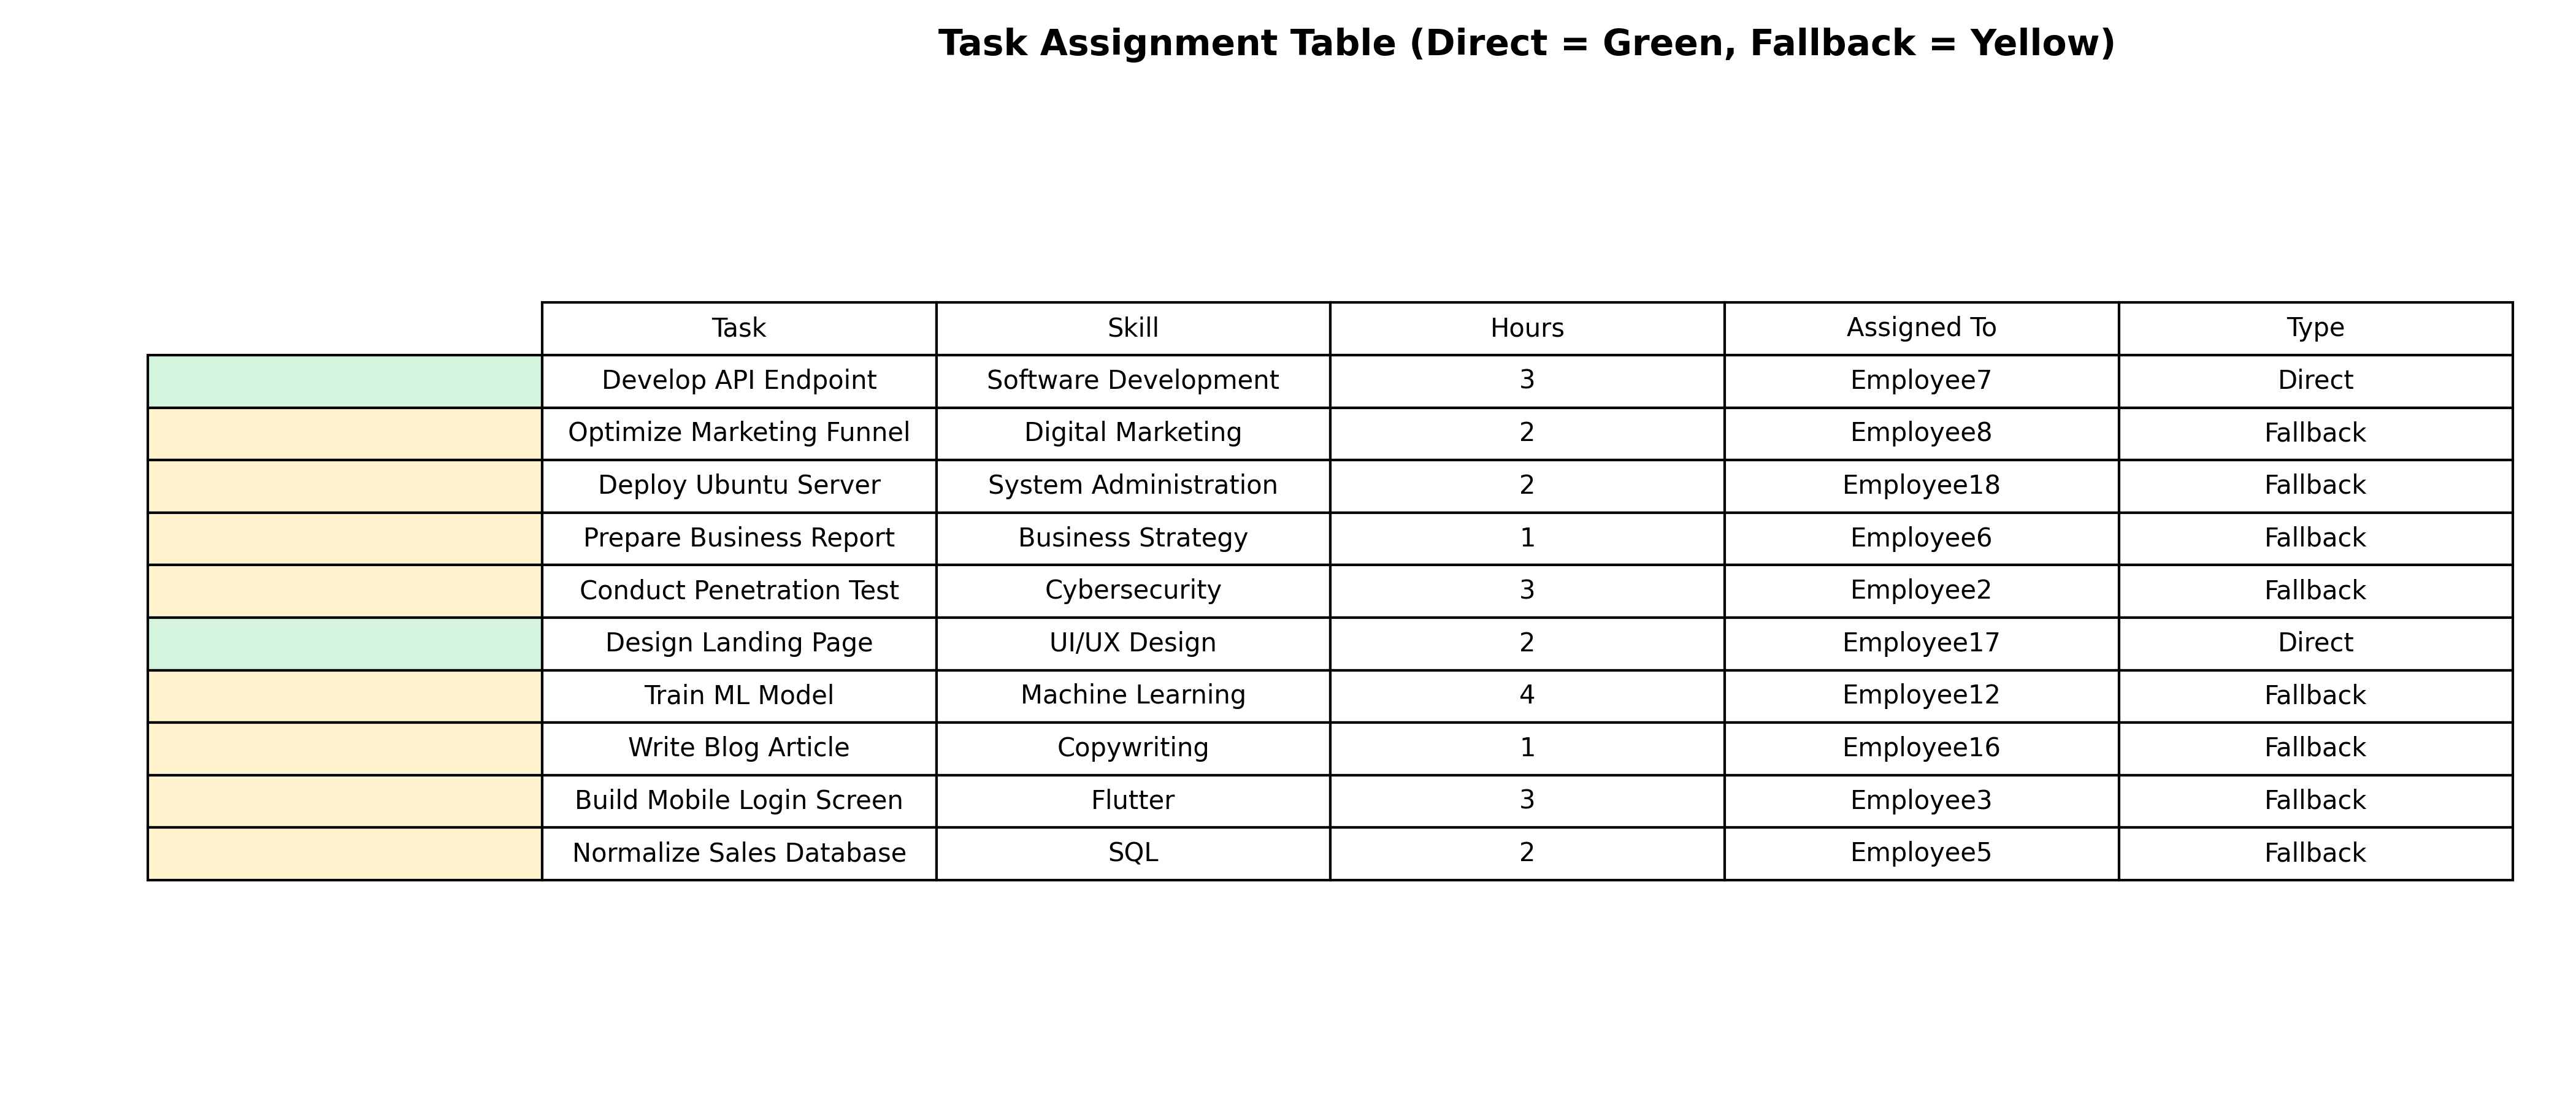 Task Assignment Table (Direct = Green, Fallback = Yellow)
Task Skill Hours Assigned To Type
Develop API Endpoint Software Development 3 Employee7 Direct
Optimize Marketing Funnel Digital Marketing 2 Employee8 Fallback
Deploy Ubuntu Server System Administration 2 Employee18 Fallback
Prepare Business Report Business Strategy 1 Employee6 Fallback
Conduct Penetration Test Cybersecurity 3 Employee2 Fallback
Design Landing Page UI/UX Design 2 Employee17 Direct
Train ML Model Machine Learning 4 Employee12 Fallback
Write Blog Article Copywriting 1 Employee16 Fallback
Build Mobile Login Screen Flutter 3 Employee3 Fallback
Normalize Sales Database SQL 2 Employee5 Fallback